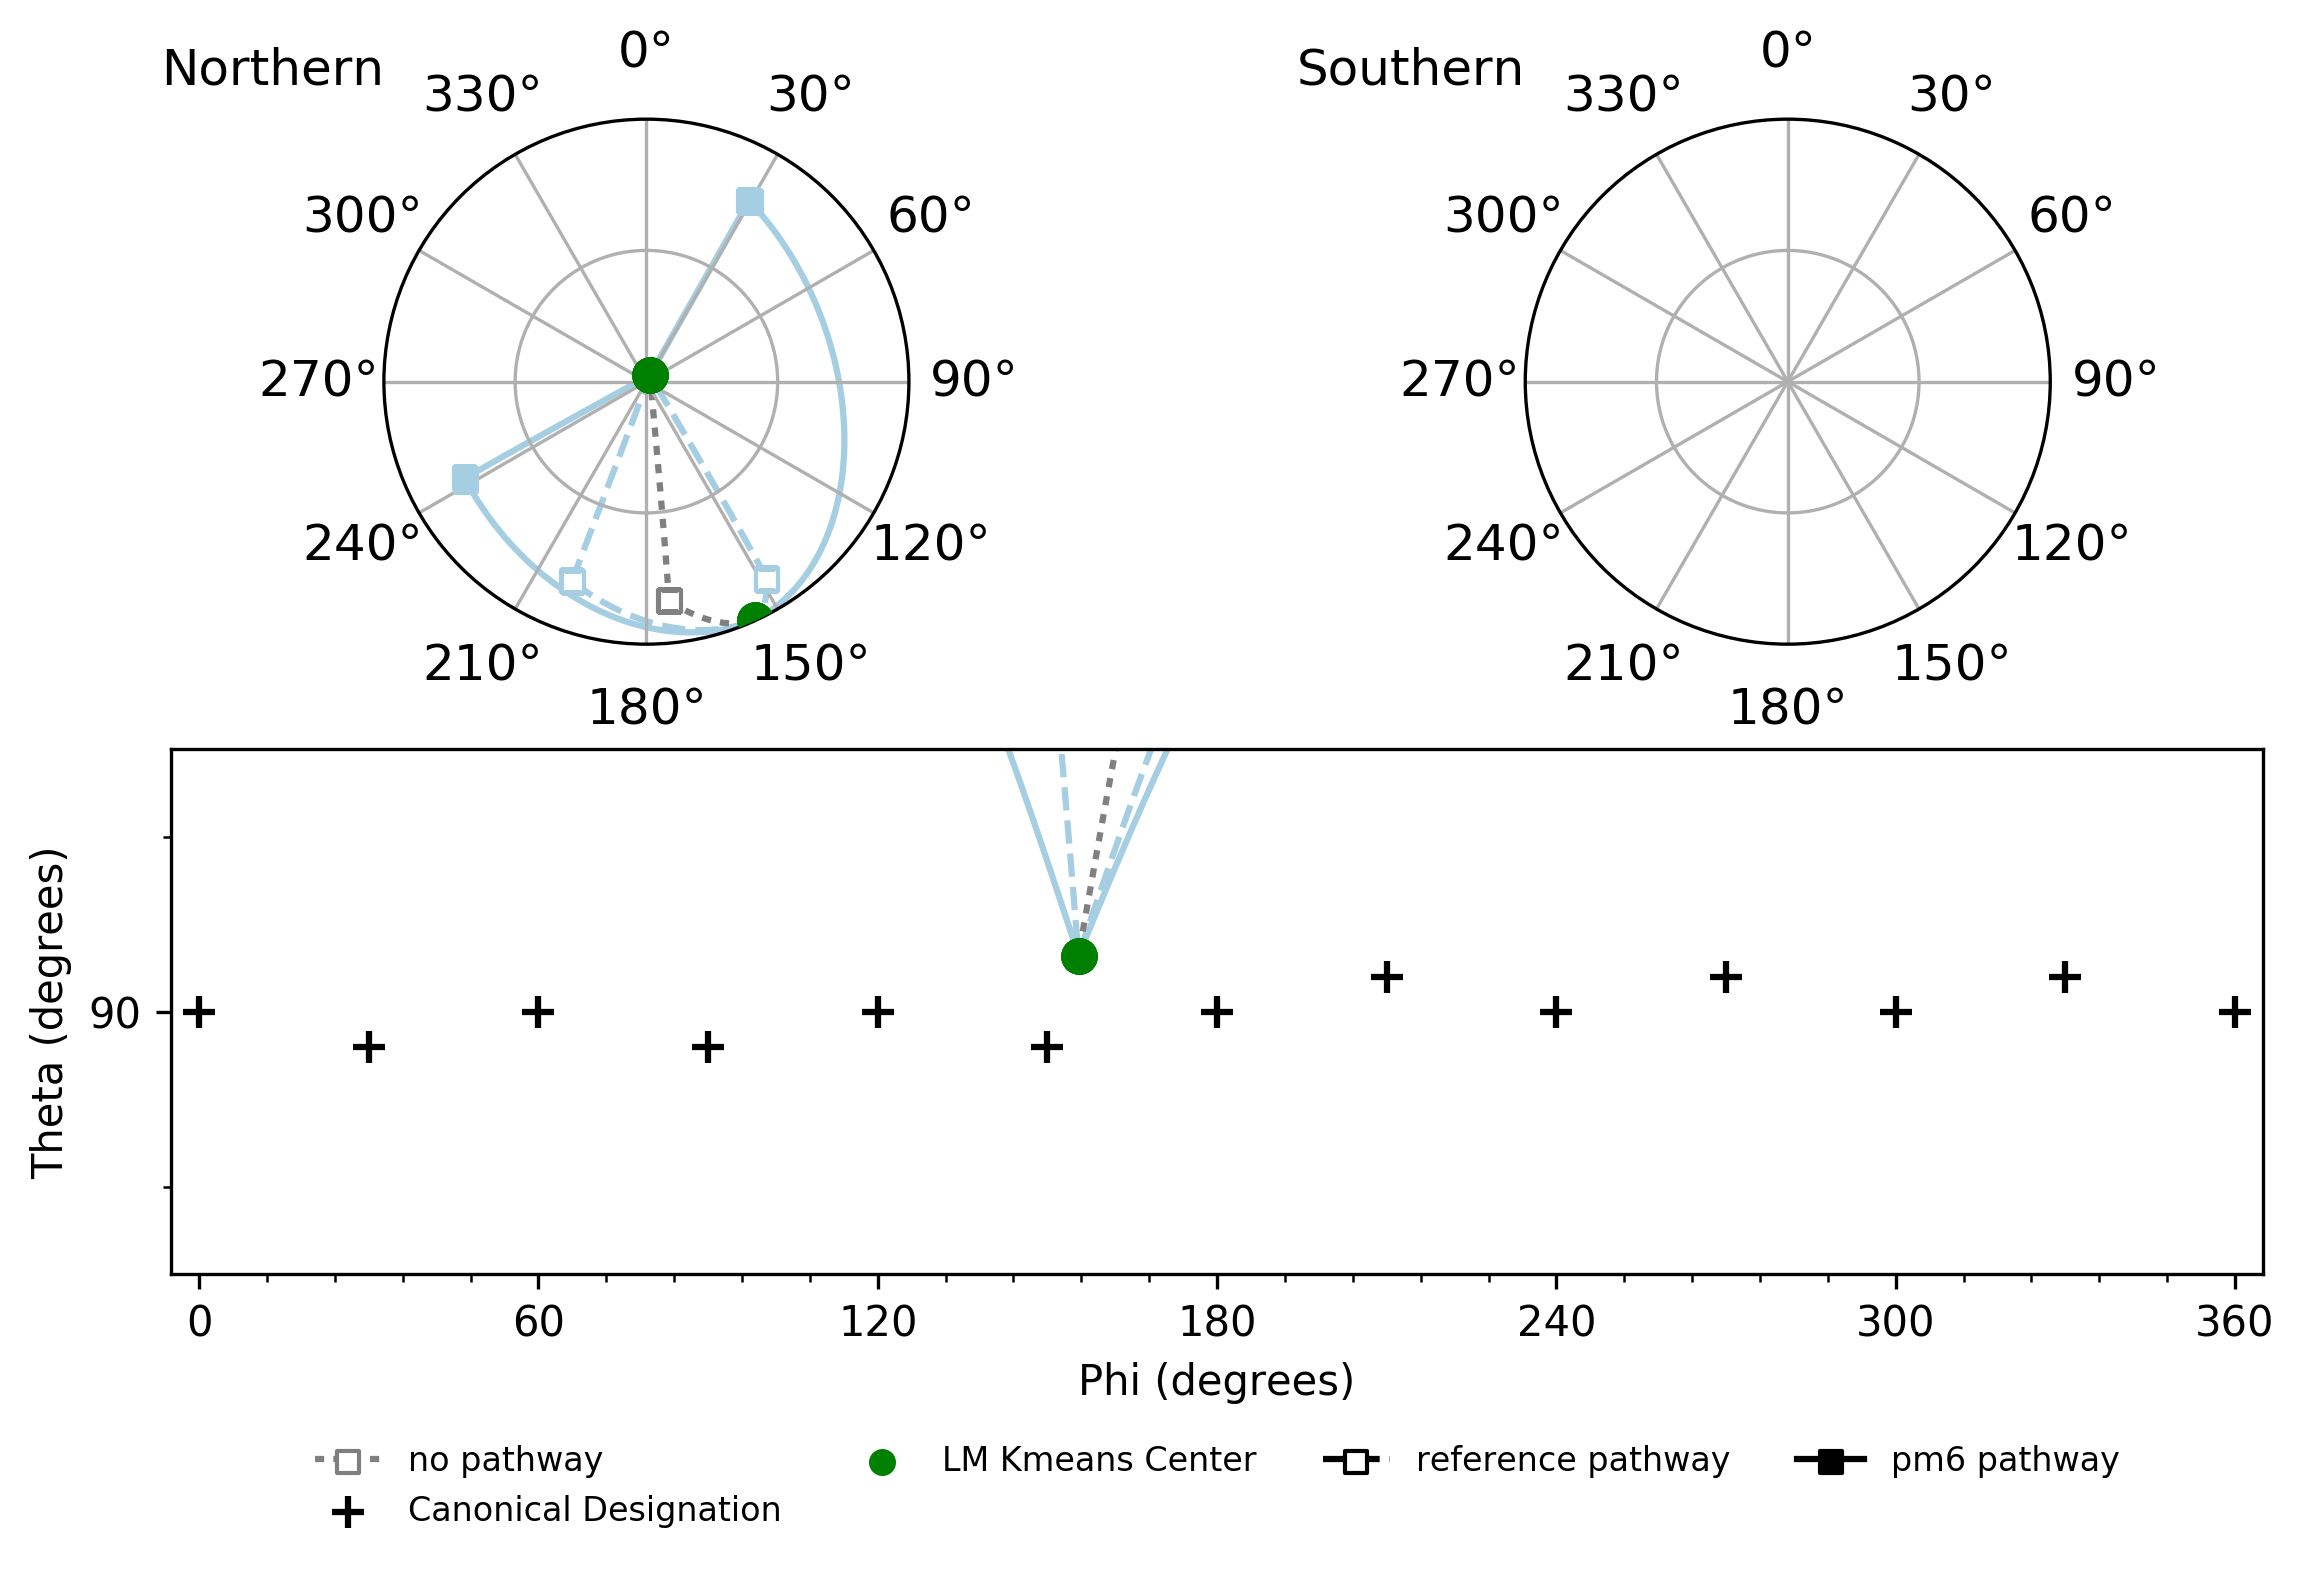 Northern
0°
30°
60°
90°
120°
150°
180°
210°
240°
270°
300°
330°
Southern
0°
30°
60°
90°
120°
150°
180°
210°
240°
270°
300°
330°
Theta (degrees)
90
0 60 120 180 240 300 360
Phi (degrees)
no pathway
Canonical Designation
LM Kmeans Center
reference pathway
pm6 pathway